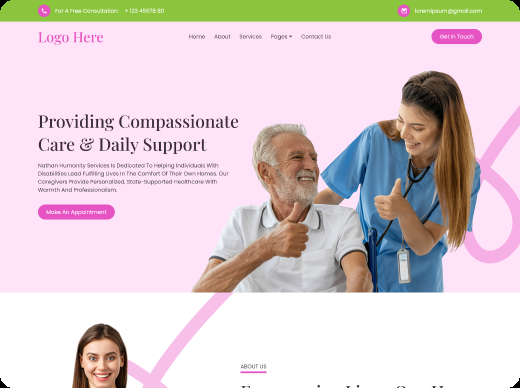 For A Free Consultation: + 123 45678 80
loremipsum@gmail.com
Logo Here
Home About Services Pages Contact Us
Get In Touch
Providing Compassionate
Care & Daily Support
Nathan Humanity Services Is Dedicated To Helping Individuals With
Disabilities Lead Fulfilling Lives In The Comfort Of Their Own Homes. Our
Caregivers Provide Personalized, State-Supported Healthcare With
Warmth And Professionalism.
Make An Appointment
ABOUT US